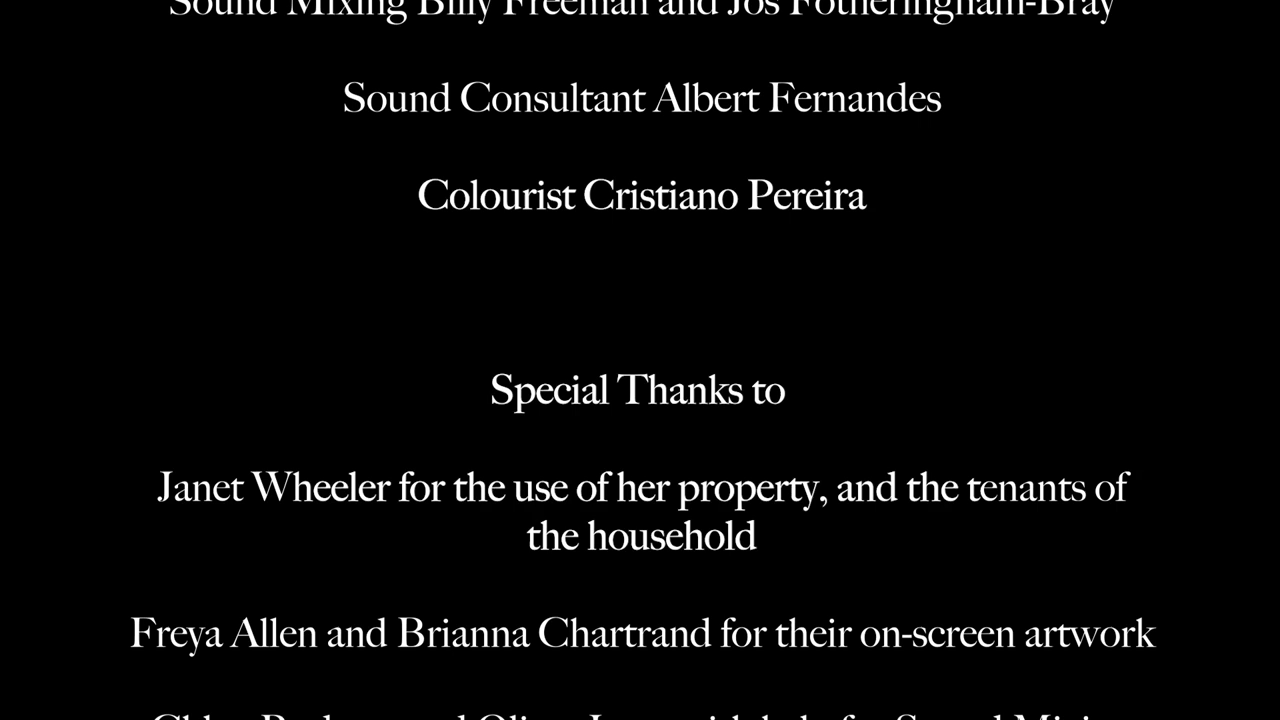 Sound Mixing Billy Freeman and Jos Fotheringham-Bray
Sound Consultant Albert Fernandes
Colourist Cristiano Pereira
Special Thanks to
Janet Wheeler for the use of her property, and the tenants of
the household
Freya Allen and Brianna Chartrand for their on-screen artwork